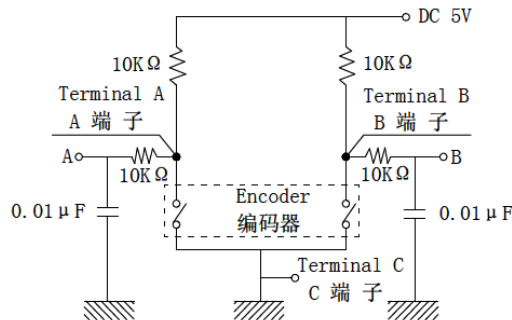 DC 5V
10KΩ
10KΩ
Terminal A
A 端 子
Terminal B
B 端 子
A
10KΩ
10KΩ
B
Encoder
编码器
0.01μF
0.01μF
Terminal C
C 端 子